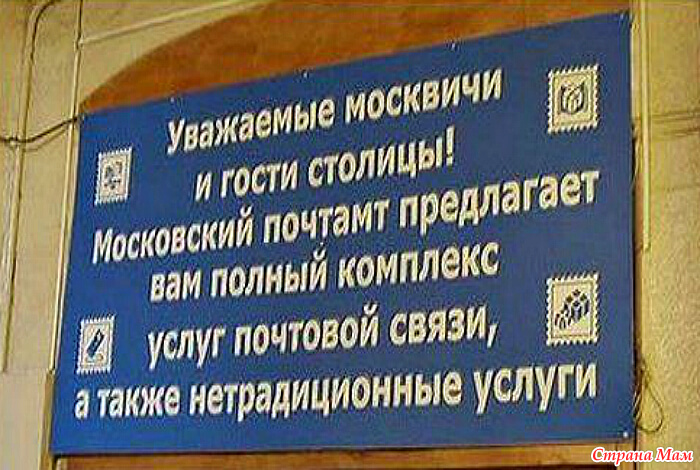 Уважаемые москвичи
и гости столицы!
Московский почтамт предлагает
вам полный комплекс
услуг почтовой связи,
а также нетрадиционные услуги
Страна Мам